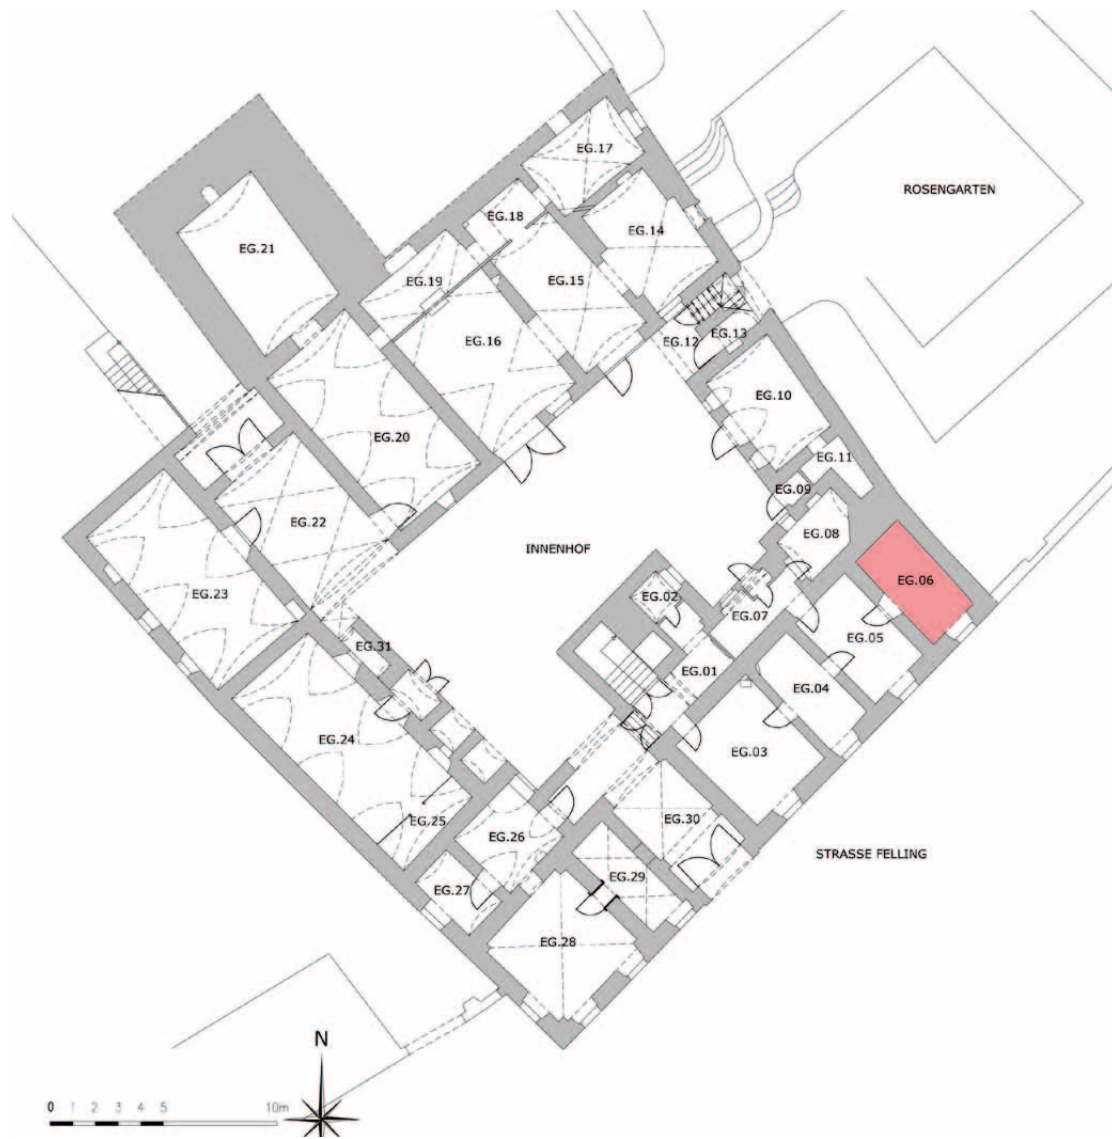 EG.17
ROSENGARTEN
EG.18
EG.14
EG.21
EG.19
EG.15
EG.13
EG.12
EG.16
EG.10
EG.20
EG.11
EG.09
EG.22
EG.08
INNENHOF
EG.06
EG.23
EG.02
EG.07
EG.05
EG.31
EG.01
EG.04
EG.24
EG.03
EG.25
EG.30
EG.26
STRASSE FELLING
EG.29
EG.27
EG.28
N
0 1 2 3 4 5 10m